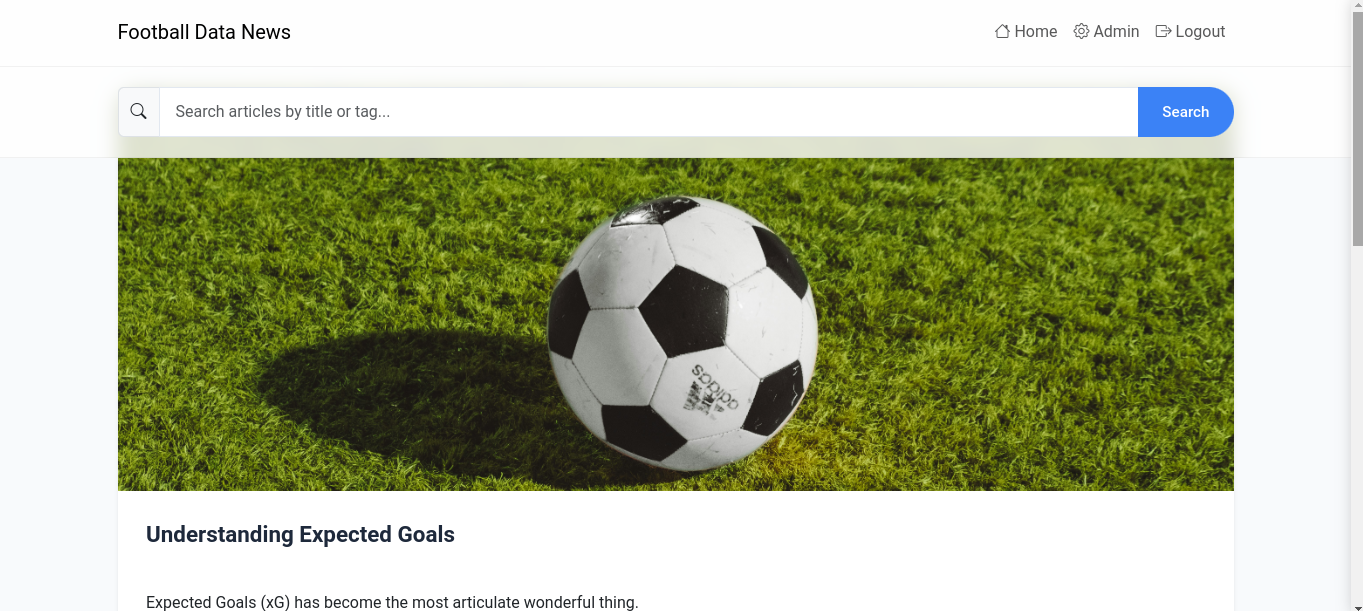 Football Data News
Home
Admin
Logout
Search articles by title or tag...
Search
adidas
Understanding Expected Goals
Expected Goals (xG) has become the most articulate wonderful thing.